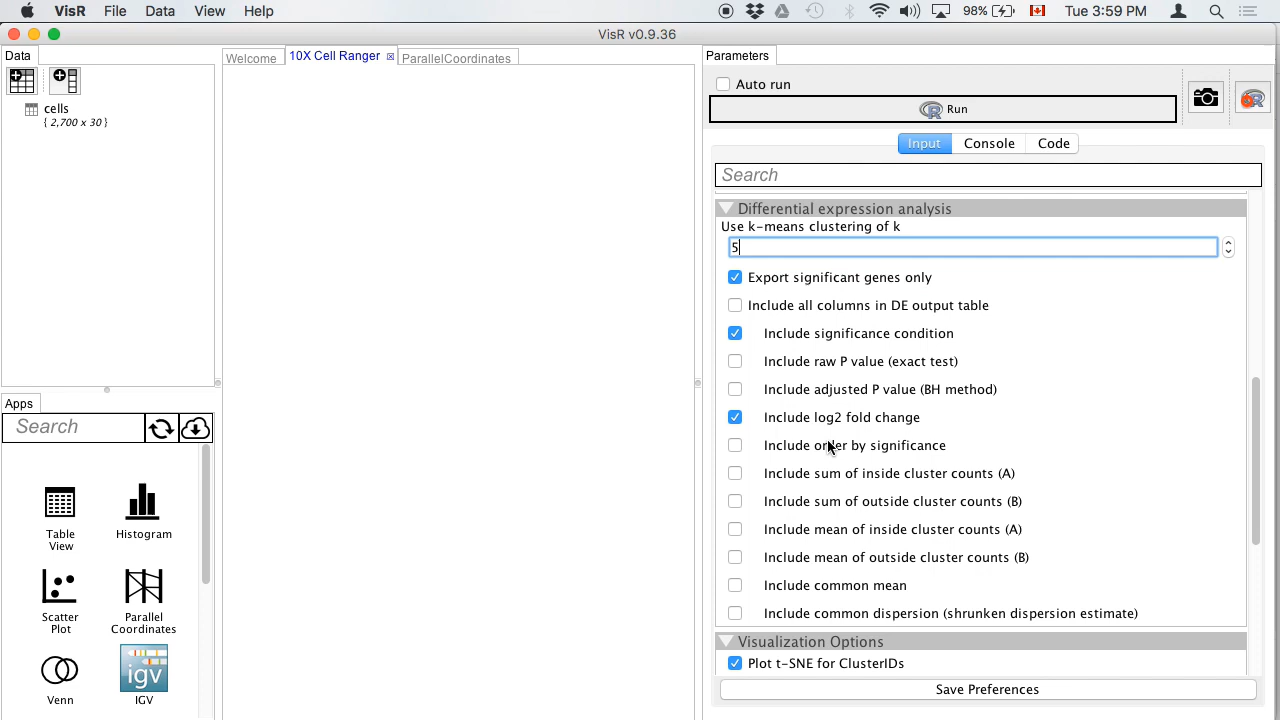 VisR File Data View Help 98% Tue 3:59 PM
VisR v0.9.36
Data
cells
{ 2,700 x 30 }
Apps
Search
Table View
Histogram
Scatter Plot
Parallel Coordinates
Venn
igv
IGV
Welcome 10X Cell Ranger ParallelCoordinates
Parameters
Auto run
Run
Input Console Code
Search
Differential expression analysis
Use k-means clustering of k
5
Export significant genes only
Include all columns in DE output table
Include significance condition
Include raw P value (exact test)
Include adjusted P value (BH method)
Include log2 fold change
Include order by significance
Include sum of inside cluster counts (A)
Include sum of outside cluster counts (B)
Include mean of inside cluster counts (A)
Include mean of outside cluster counts (B)
Include common mean
Include common dispersion (shrunken dispersion estimate)
Visualization Options
Plot t-SNE for ClusterIDs
Save Preferences